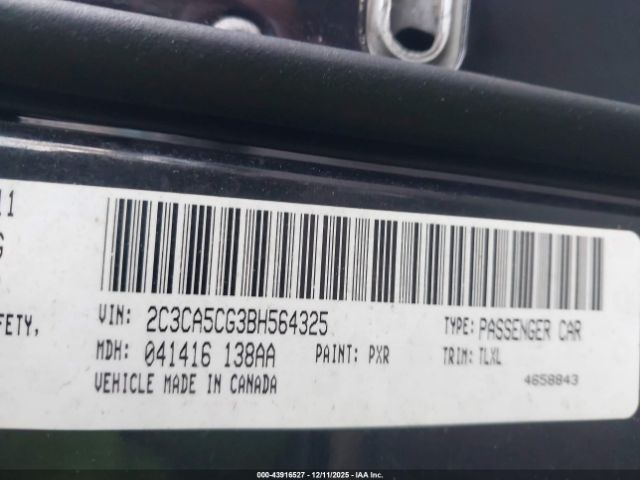 11
G
FETY,
VIN: 2C3CA5CG3BH564325
TYPE: PASSENGER CAR
MDH: 041416 138AA
PAINT: PXR
TRIM: TLXL
VEHICLE MADE IN CANADA
4658843
000-43916527 - 12/11/2025 - IAA Inc.